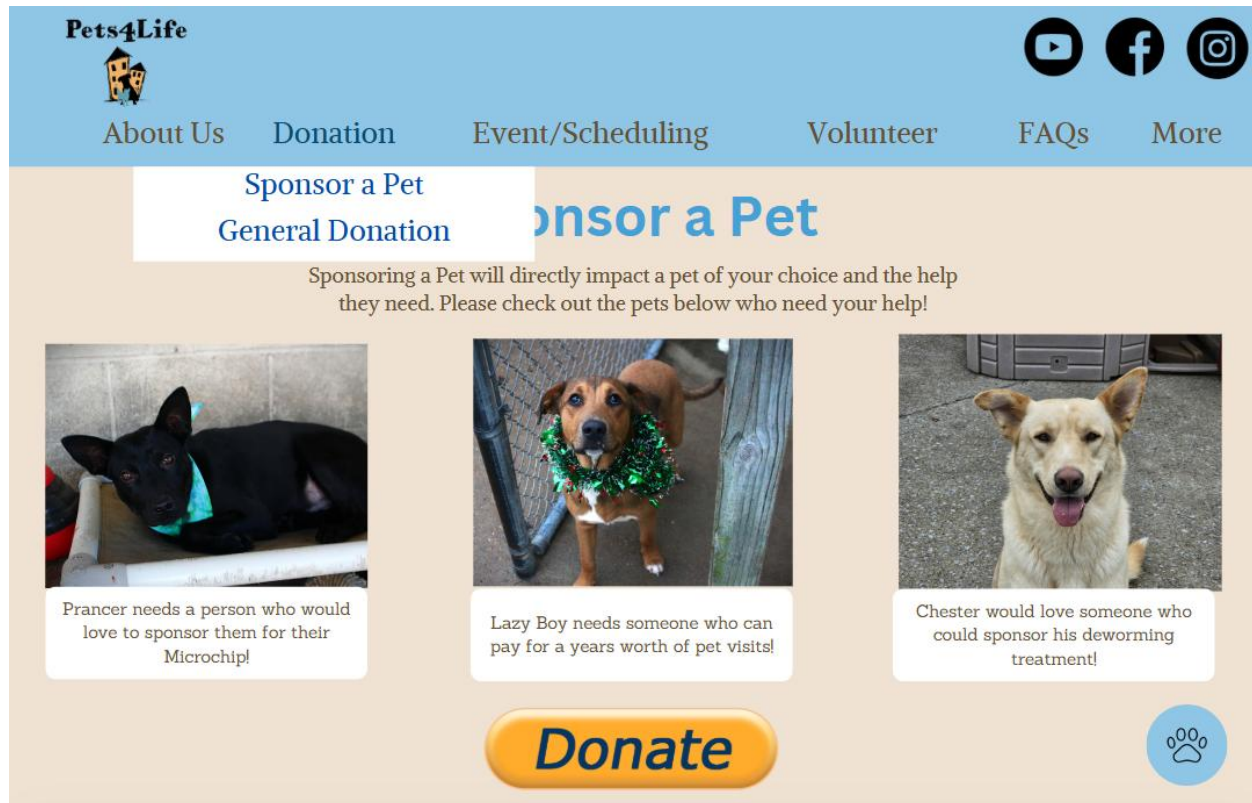 Pets4Life
About Us Donation Event/Scheduling Volunteer FAQs More
Sponsor a Pet
General Donation
onsor a Pet
Sponsoring a Pet will directly impact a pet of your choice and the help
they need. Please check out the pets below who need your help!
Prancer needs a person who would
love to sponsor them for their
Microchip!
Lazy Boy needs someone who can
pay for a years worth of pet visits!
Chester would love someone who
could sponsor his deworming
treatment!
Donate